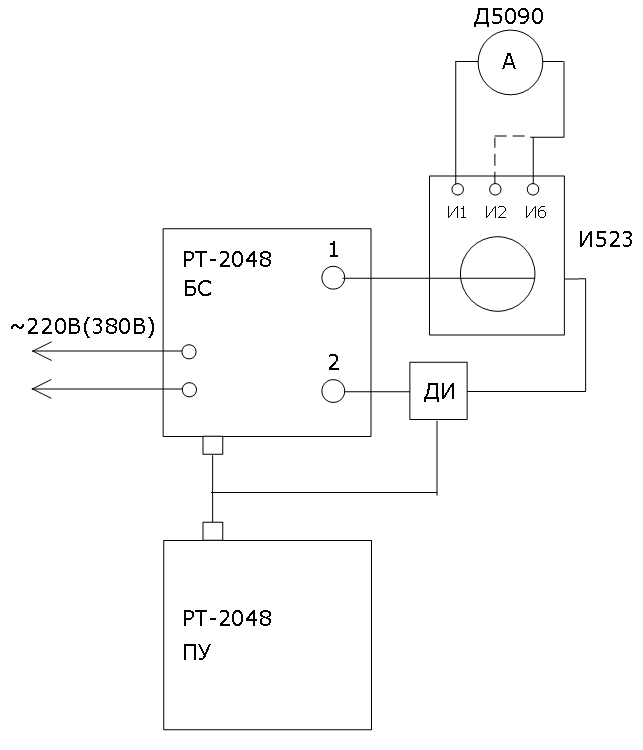 Д5090
А
И1 И2 И6
И523
РТ-2048
БС
1
~220В(380В)
2
ДИ
РТ-2048
ПУ